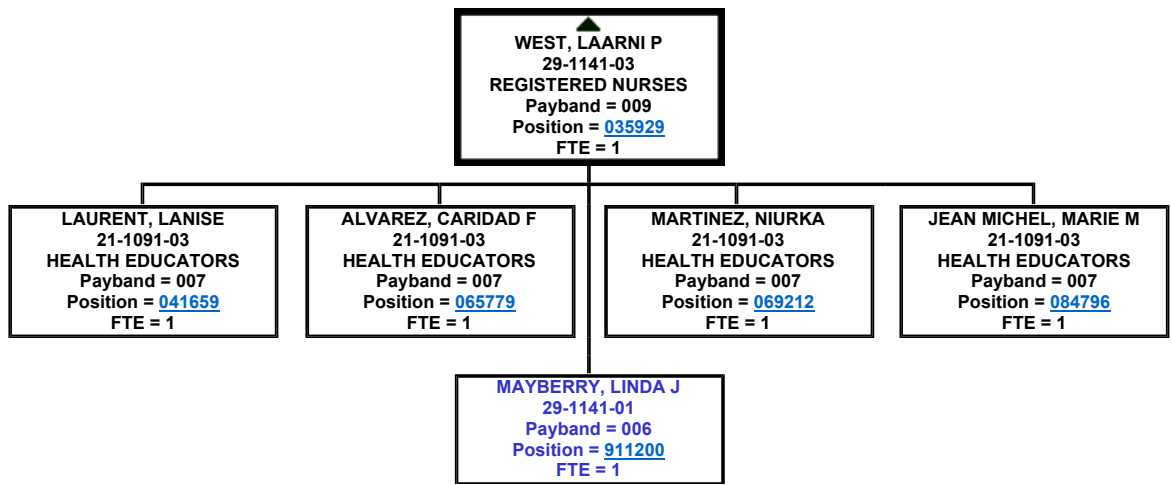 WEST, LAARNI P
29-1141-03
REGISTERED NURSES
Payband = 009
Position = 035929
FTE = 1
LAURENT, LANISE
21-1091-03
HEALTH EDUCATORS
Payband = 007
Position = 041659
FTE = 1
ALVAREZ, CARIDAD F
21-1091-03
HEALTH EDUCATORS
Payband = 007
Position = 065779
FTE = 1
MARTINEZ, NIURKA
21-1091-03
HEALTH EDUCATORS
Payband = 007
Position = 069212
FTE = 1
JEAN MICHEL, MARIE M
21-1091-03
HEALTH EDUCATORS
Payband = 007
Position = 084796
FTE = 1
MAYBERRY, LINDA J
29-1141-01
Payband = 006
Position = 911200
FTE = 1